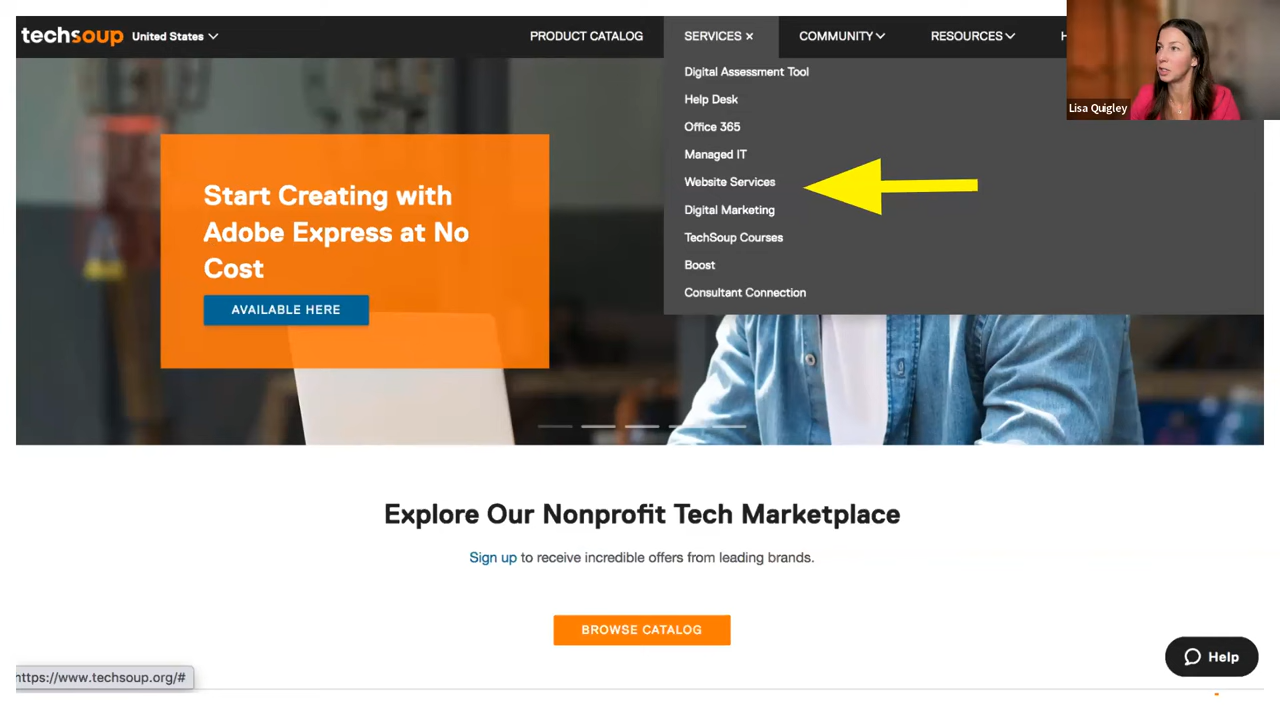 techsoup United States PRODUCT CATALOG SERVICES × COMMUNITY RESOURCES
Lisa Quigley
Digital Assessment Tool
Help Desk
Office 365
Managed IT
Website Services
Digital Marketing
TechSoup Courses
Boost
Consultant Connection
Start Creating with
Adobe Express at No
Cost
AVAILABLE HERE
Explore Our Nonprofit Tech Marketplace
Sign up to receive incredible offers from leading brands.
BROWSE CATALOG
Help
https://www.techsoup.org/#